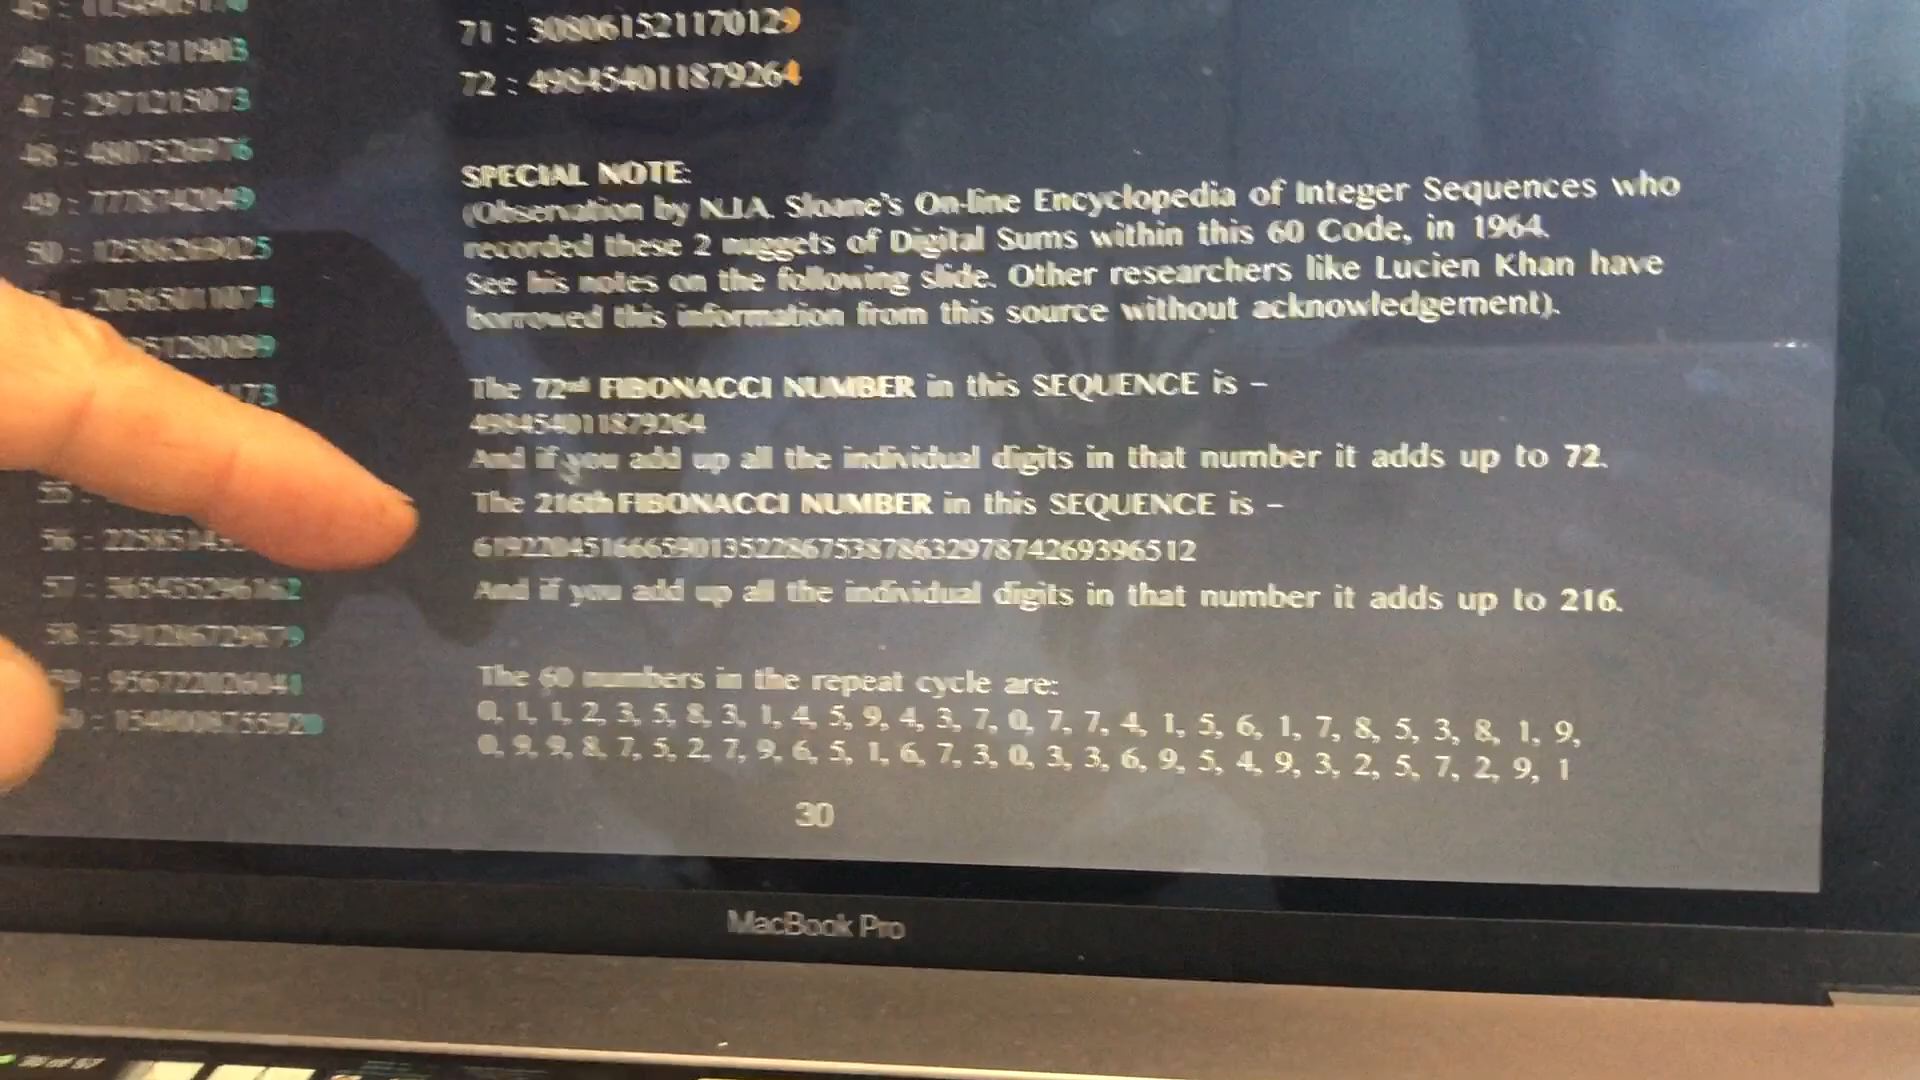 46 : 1836311903
47 : 2971215073
48 : 4807526976
49 : 7778742049
50 : 12586269025
51 : 20365011074
173
55 :
56 : 22585143
57 : 365435296162
58 : 591286729879
59 : 956722026041
60 : 1548008755920
71 : 308061521170129
72 : 498454011879264
SPECIAL NOTE:
(Observation by N.J.A. Sloane's On-line Encyclopedia of Integer Sequences who
recorded these 2 nuggets of Digital Sums within this 60 Code, in 1964.
See his notes on the following slide. Other researchers like Lucien Khan have
borrowed this information from this source without acknowledgement).
The 72nd FIBONACCI NUMBER in this SEQUENCE is –
498454011879264
And if you add up all the individual digits in that number it adds up to 72.
The 216th FIBONACCI NUMBER in this SEQUENCE is –
619220451666590135228675387863297874269396512
And if you add up all the individual digits in that number it adds up to 216.
The 60 numbers in the repeat cycle are:
0, 1, 1, 2, 3, 5, 8, 3, 1, 4, 5, 9, 4, 3, 7, 0, 7, 7, 4, 1, 5, 6, 1, 7, 8, 5, 3, 8, 1, 9,
0, 9, 9, 8, 7, 5, 2, 7, 9, 6, 5, 1, 6, 7, 3, 0, 3, 3, 6, 9, 5, 4, 9, 3, 2, 5, 7, 2, 9, 1
30
MacBook Pro